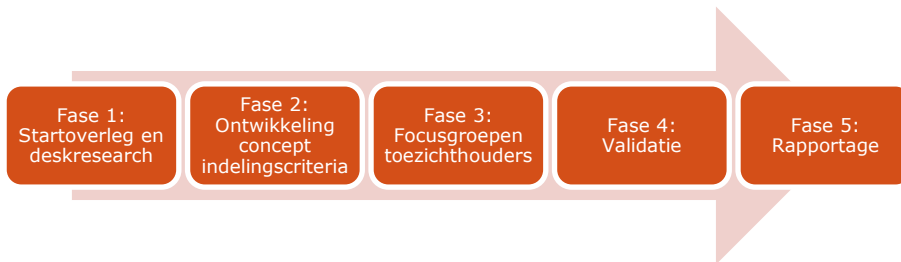 Fase 1:
Startoverleg en
deskresearch
Fase 2:
Ontwikkeling
concept
indelingscriteria
Fase 3:
Focusgroepen
toezichthouders
Fase 4:
Validatie
Fase 5:
Rapportage